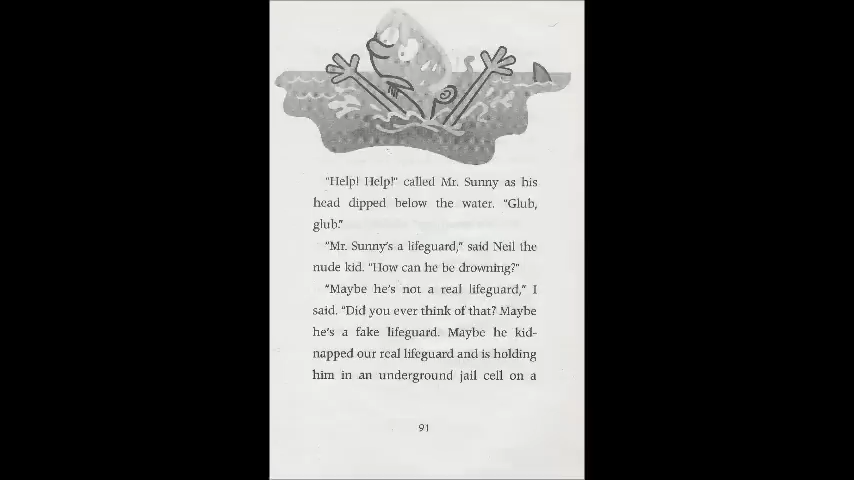 "Help! Help!" called Mr. Sunny as his
head dipped below the water. "Glub,
glub."
"Mr. Sunny's a lifeguard," said Neil the
nude kid. "How can he be drowning?"
"Maybe he's not a real lifeguard," I
said. "Did you ever think of that? Maybe
he's a fake lifeguard. Maybe he kid-
napped our real lifeguard and is holding
him in an underground jail cell on a
91